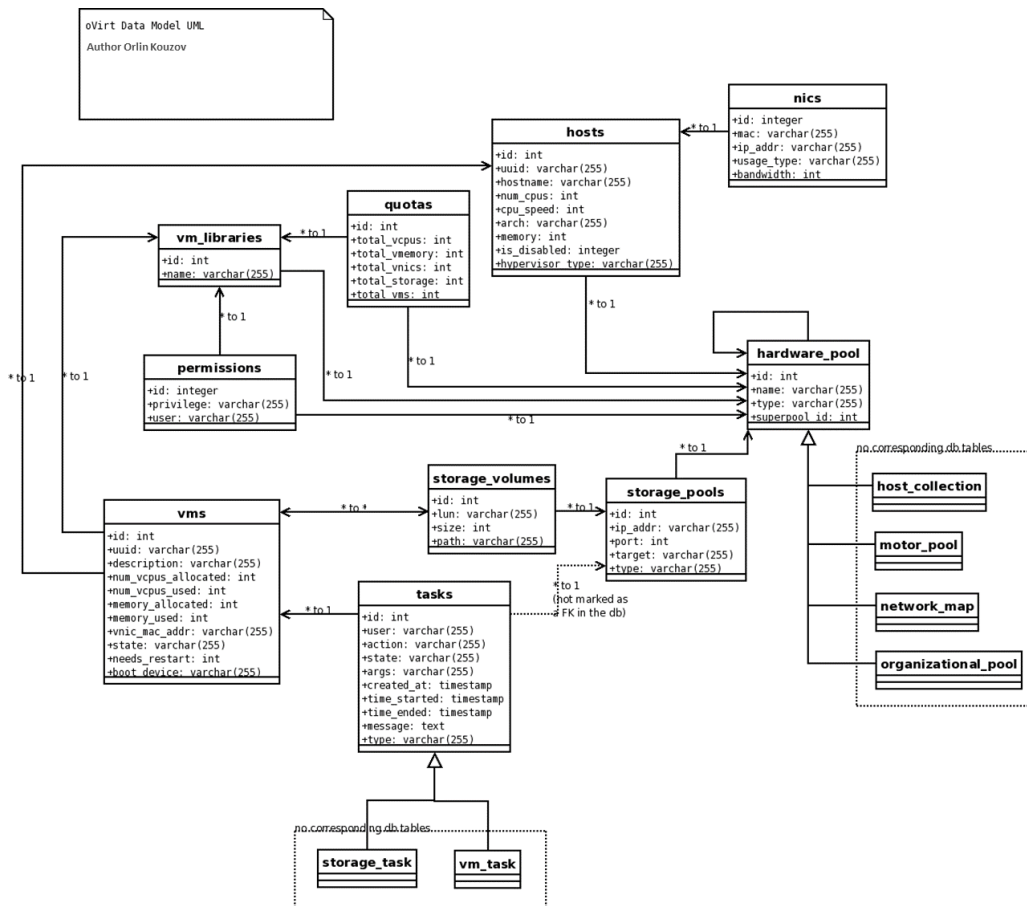 oVirt Data Model UML
Author Orlin Kouzov
nics
+id: integer
+mac: varchar(255)
+ip_addr: varchar(255)
+usage_type: varchar(255)
+bandwidth: int
* to 1
hosts
+id: int
+uuid: varchar(255)
+hostname: varchar(255)
+num_cpus: int
+cpu_speed: int
+arch: varchar(255)
+memory: int
+is_disabled: integer
+hypervisor_type: varchar(255)
quotas
+id: int
+total_vcpus: int
+total_vmemory: int
+total_vnics: int
+total_storage: int
+total_vms: int
* to 1
vm_libraries
+id: int
+name: varchar(255)
* to 1
* to 1
permissions
+id: integer
+privilege: varchar(255)
+user: varchar(255)
* to 1
* to 1
* to 1
* to 1
* to 1
hardware_pool
+id: int
+name: varchar(255)
+type: varchar(255)
+superpool_id: int
* to 1
* to 1
no corresponding db tables
host_collection
motor_pool
network_map
organizational_pool
storage_volumes
+id: int
+lun: varchar(255)
+size: int
+path: varchar(255)
* to *
* to 1
storage_pools
+id: int
+ip_addr: varchar(255)
+port: int
+target: varchar(255)
+type: varchar(255)
* to 1
(not marked as
a FK in the db)
vms
+id: int
+uuid: varchar(255)
+description: varchar(255)
+num_vcpus_allocated: int
+num_vcpus_used: int
+memory_allocated: int
+memory_used: int
+vnic_mac_addr: varchar(255)
+state: varchar(255)
+needs_restart: int
+boot_device: varchar(255)
tasks
+id: int
+user: varchar(255)
+action: varchar(255)
+state: varchar(255)
+args: varchar(255)
+created_at: timestamp
+time_started: timestamp
+time_ended: timestamp
+message: text
+type: varchar(255)
no corresponding db tables
storage_task
vm_task